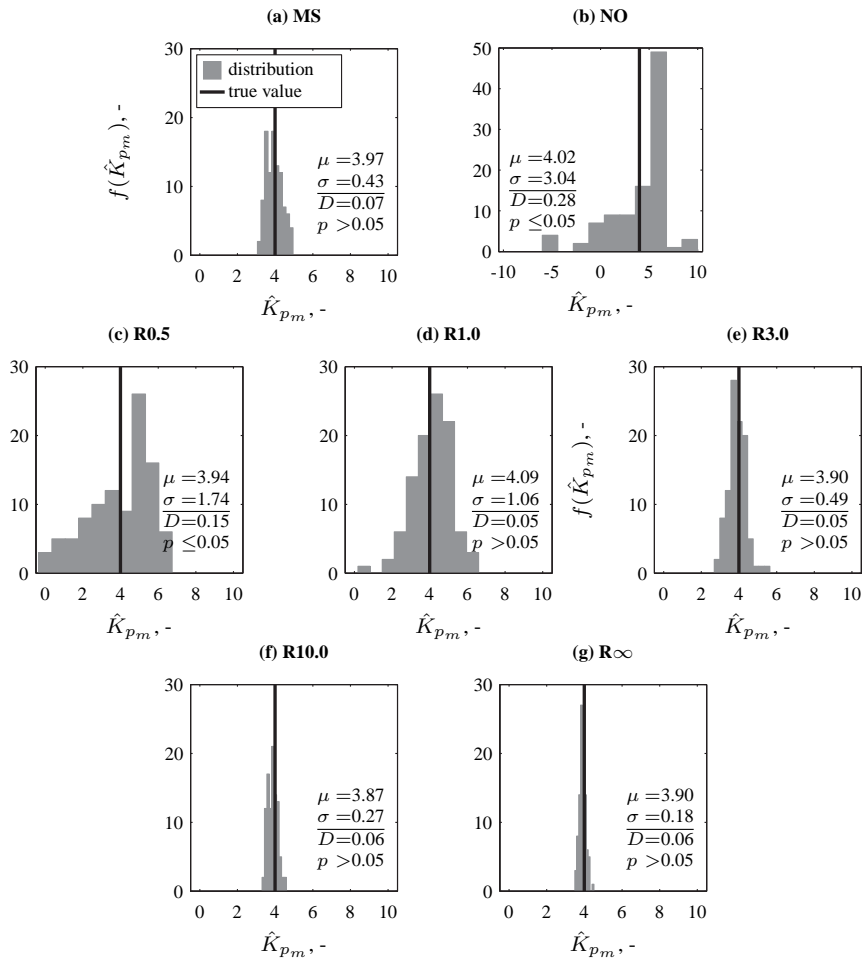 (a) MS
30
20
10
0
f(K̂pm), -
distribution
true value
μ =3.97
σ =0.43
D=0.07
p >0.05
0 2 4 6 8 10
K̂pm, -
(b) NO
50
40
30
20
10
0
μ =4.02
σ =3.04
D=0.28
p ≤0.05
-10 -5 0 5 10
K̂pm, -
(c) R0.5
30
20
10
0
μ =3.94
σ =1.74
D=0.15
p ≤0.05
0 2 4 6 8 10
K̂pm, -
(d) R1.0
30
20
10
0
μ =4.09
σ =1.06
D=0.05
p >0.05
0 2 4 6 8 10
K̂pm, -
(e) R3.0
f(K̂pm), -
30
20
10
0
μ =3.90
σ =0.49
D=0.05
p >0.05
0 2 4 6 8 10
K̂pm, -
(f) R10.0
30
20
10
0
μ =3.87
σ =0.27
D=0.06
p >0.05
0 2 4 6 8 10
K̂pm, -
(g) R∞
30
20
10
0
μ =3.90
σ =0.18
D=0.06
p >0.05
0 2 4 6 8 10
K̂pm, -